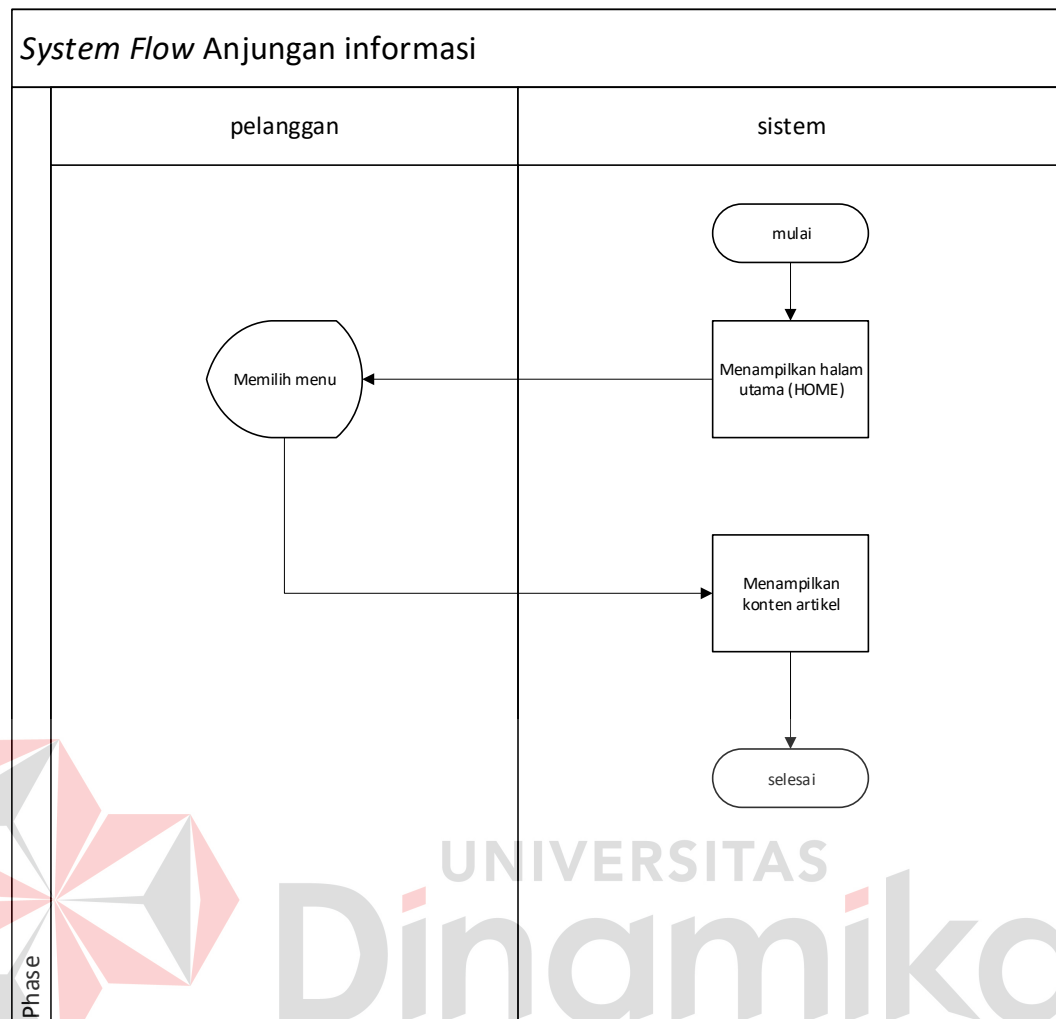 System Flow Anjungan informasi
pelanggan
sistem
mulai
Menampilkan halam
utama (HOME)
Memilih menu
Menampilkan
konten artikel
selesai
UNIVERSITAS
Dinamika
Phase